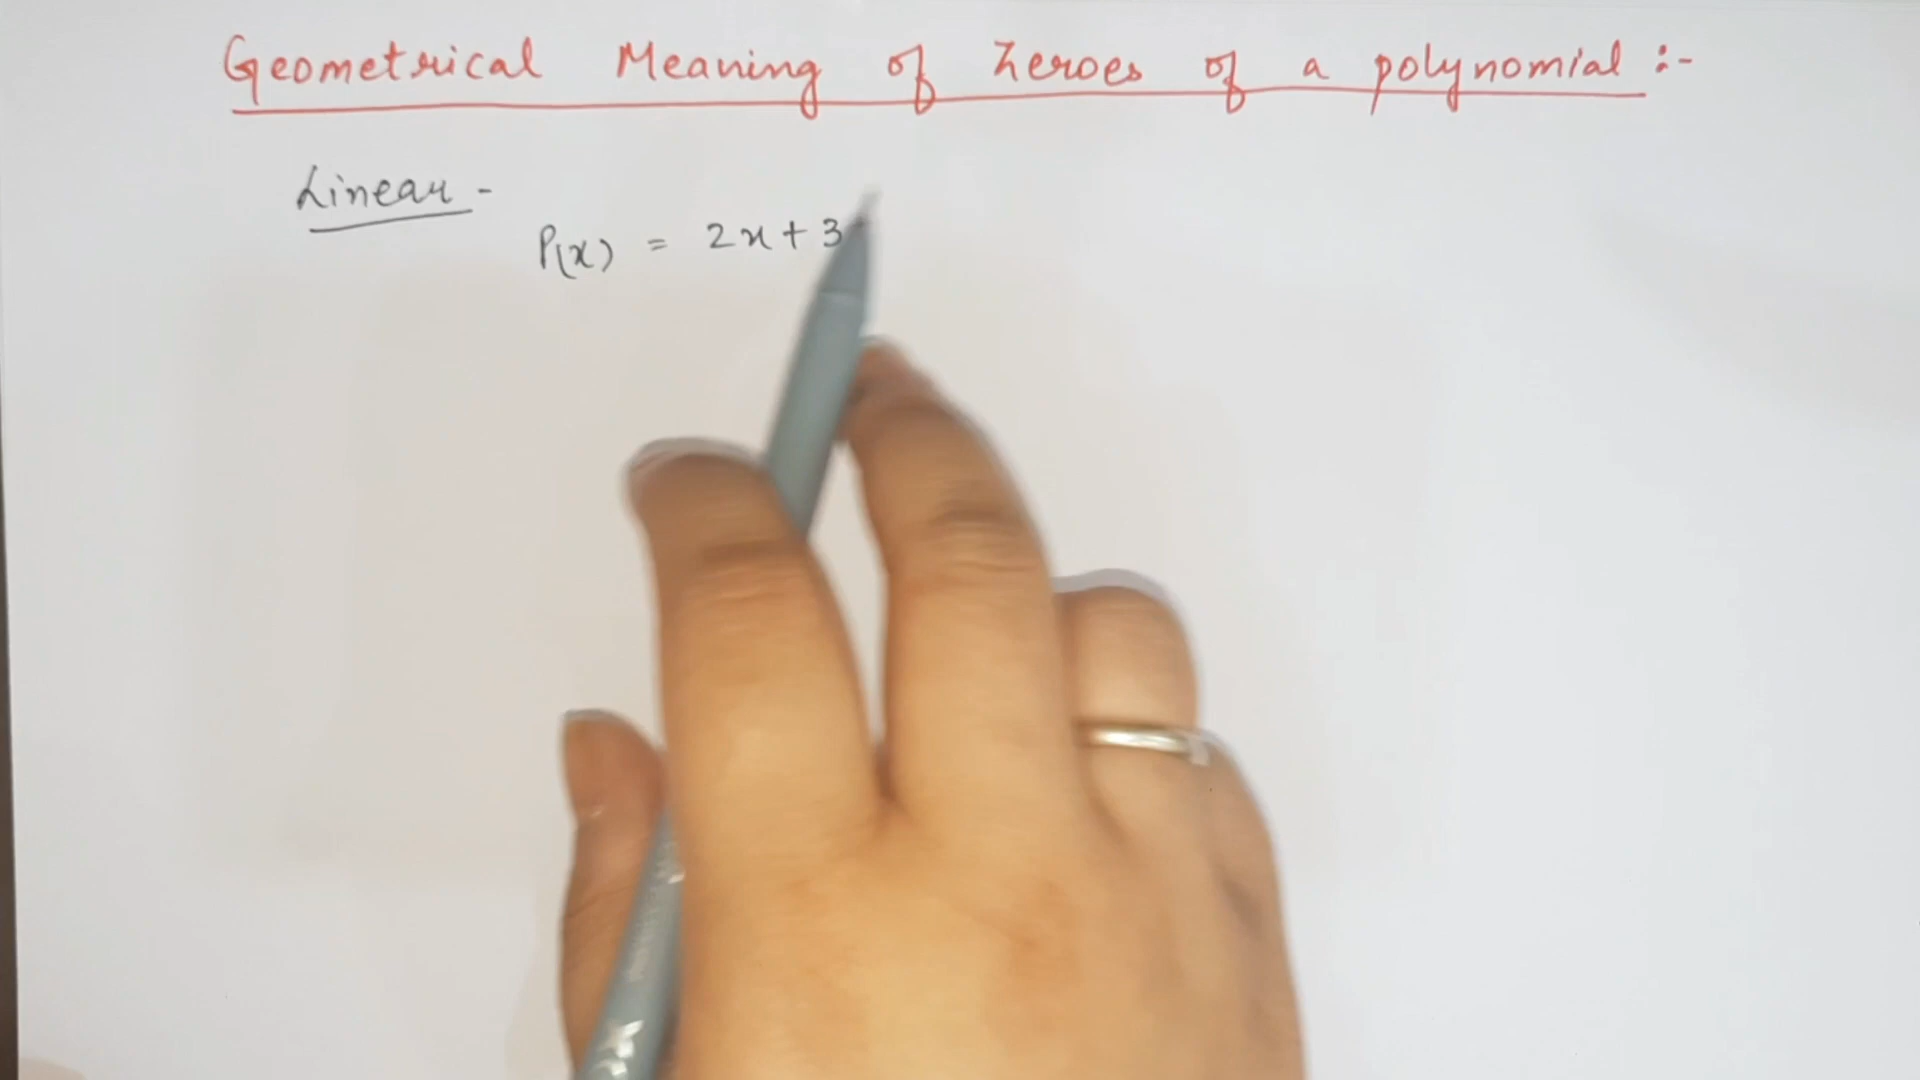 Geometrical Meaning of Zeroes of a polynomial :-
Linear -
P(x) = 2x + 3